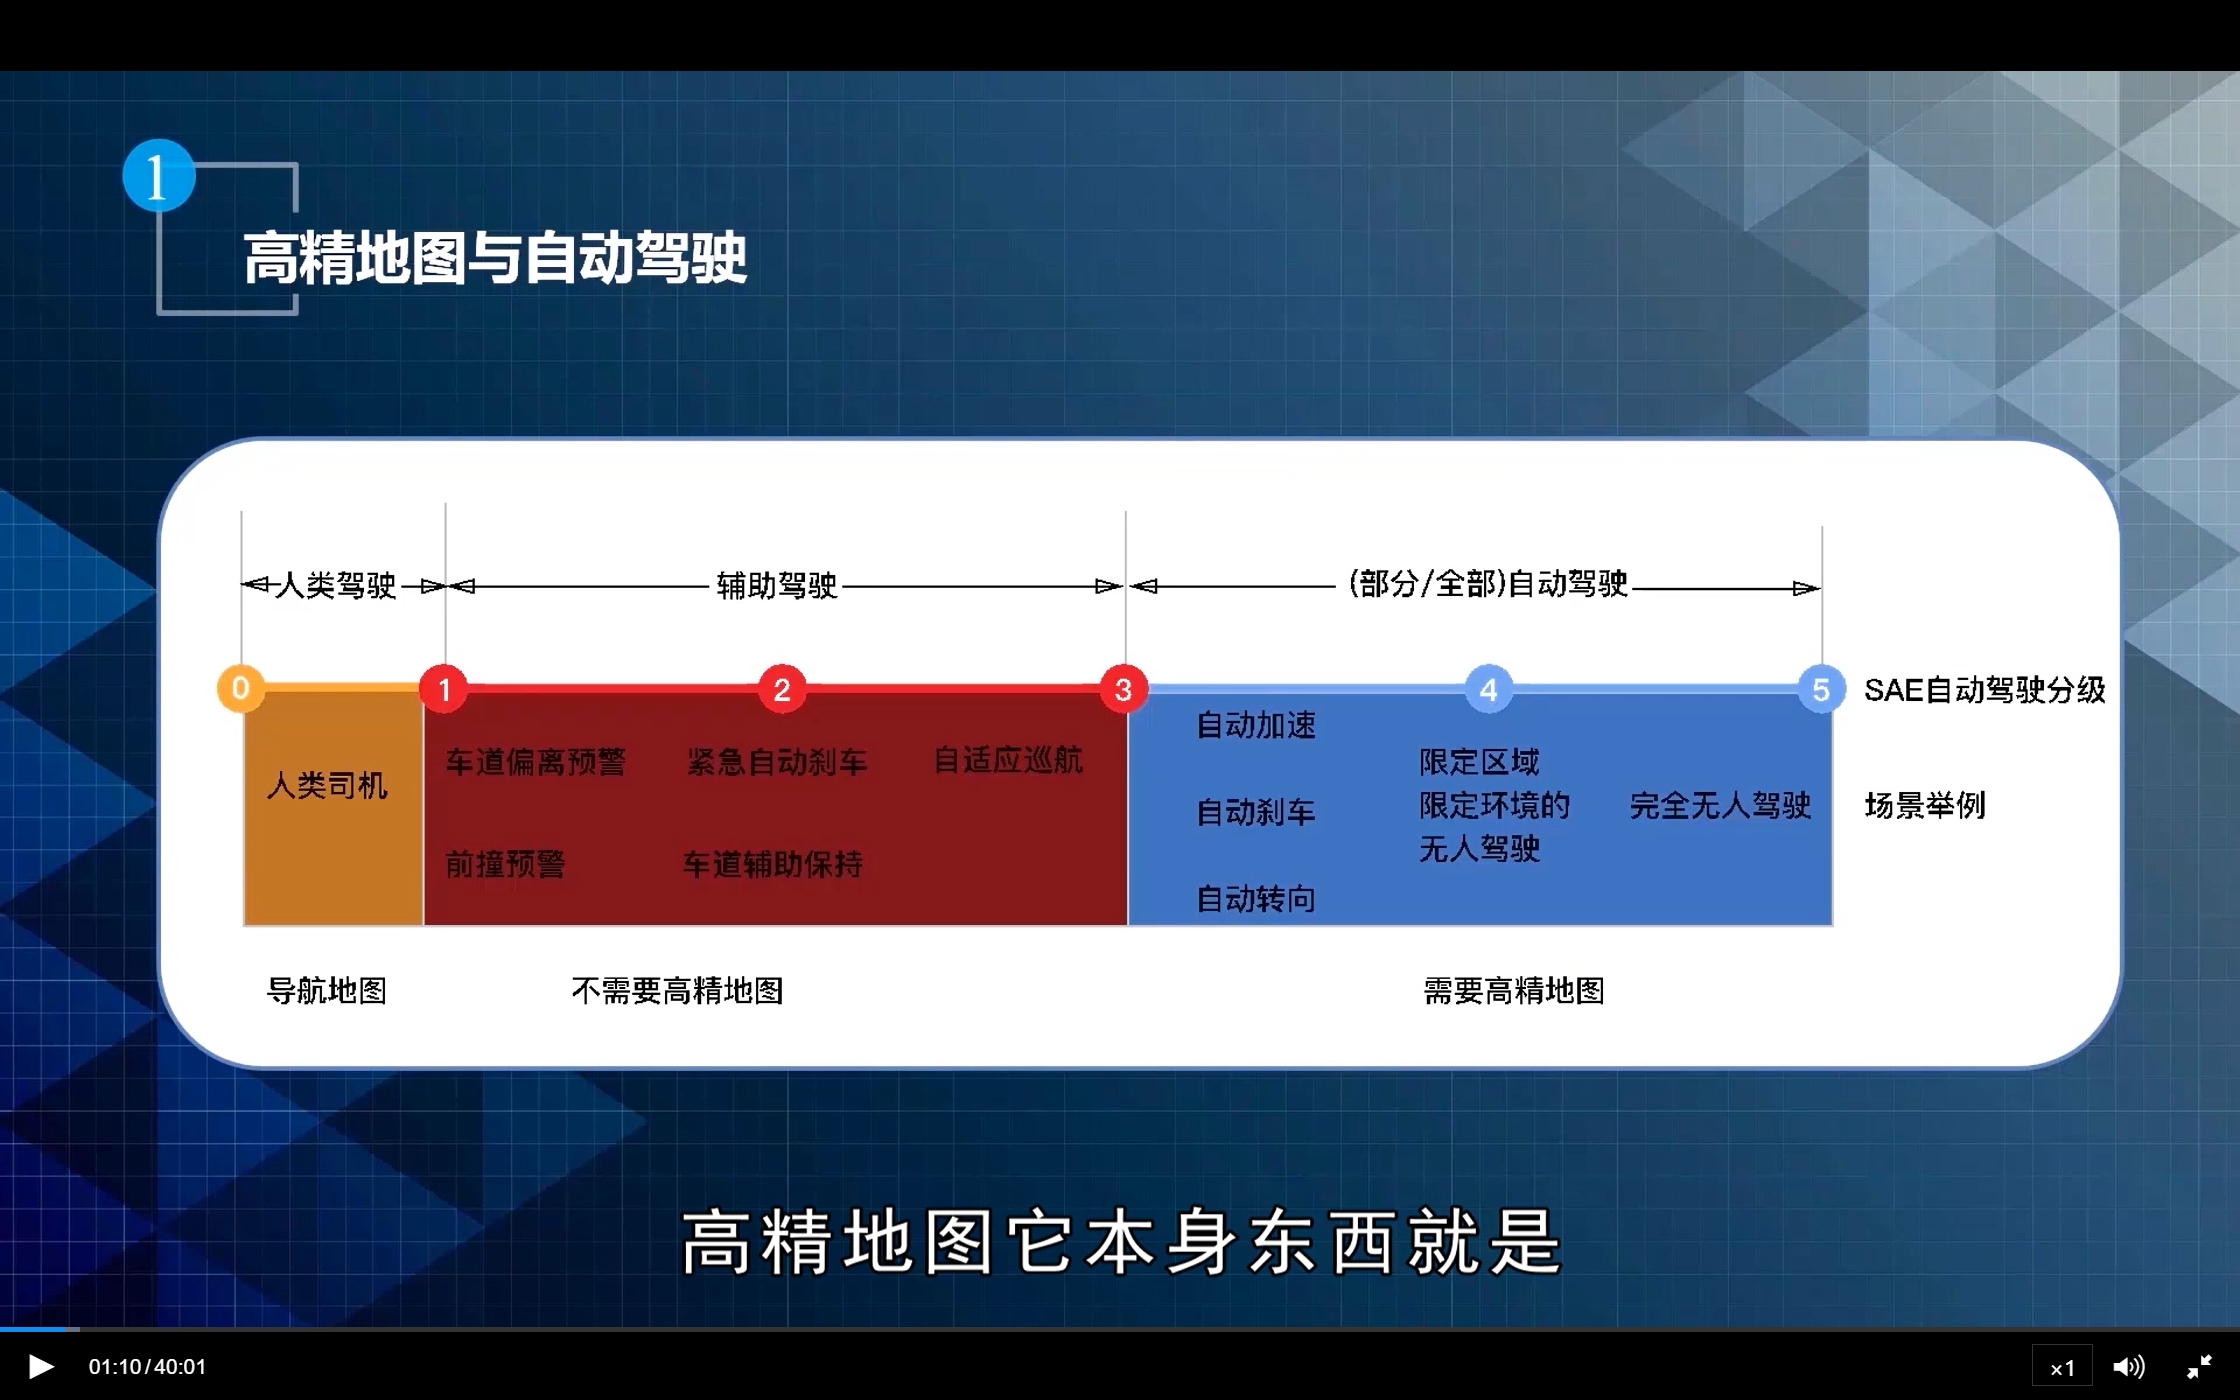 1
高精地图与自动驾驶
人类驾驶 辅助驾驶 (部分/全部)自动驾驶
0 1 2 3 4 5 SAE自动驾驶分级
人类司机
车道偏离预警 紧急自动刹车 自适应巡航
前撞预警 车道辅助保持
自动加速
自动刹车
自动转向
限定区域
限定环境的
无人驾驶
完全无人驾驶
场景举例
导航地图 不需要高精地图 需要高精地图
高精地图它本身东西就是
01:10/40:01
×1